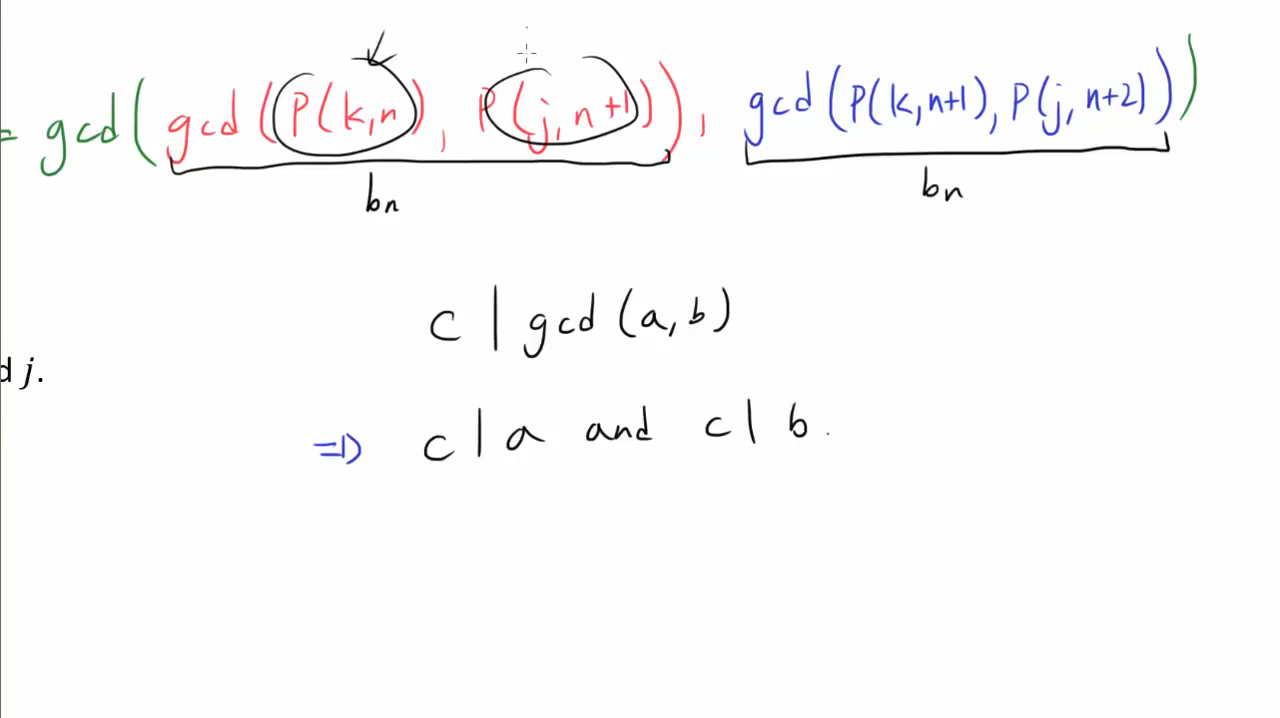 = gcd(gcd(P(k,n), P(j,n+1)), gcd(P(k,n+1), P(j,n+2)))
bn bn
c | gcd(a,b)
d j.
⇒ c | a and c | b.